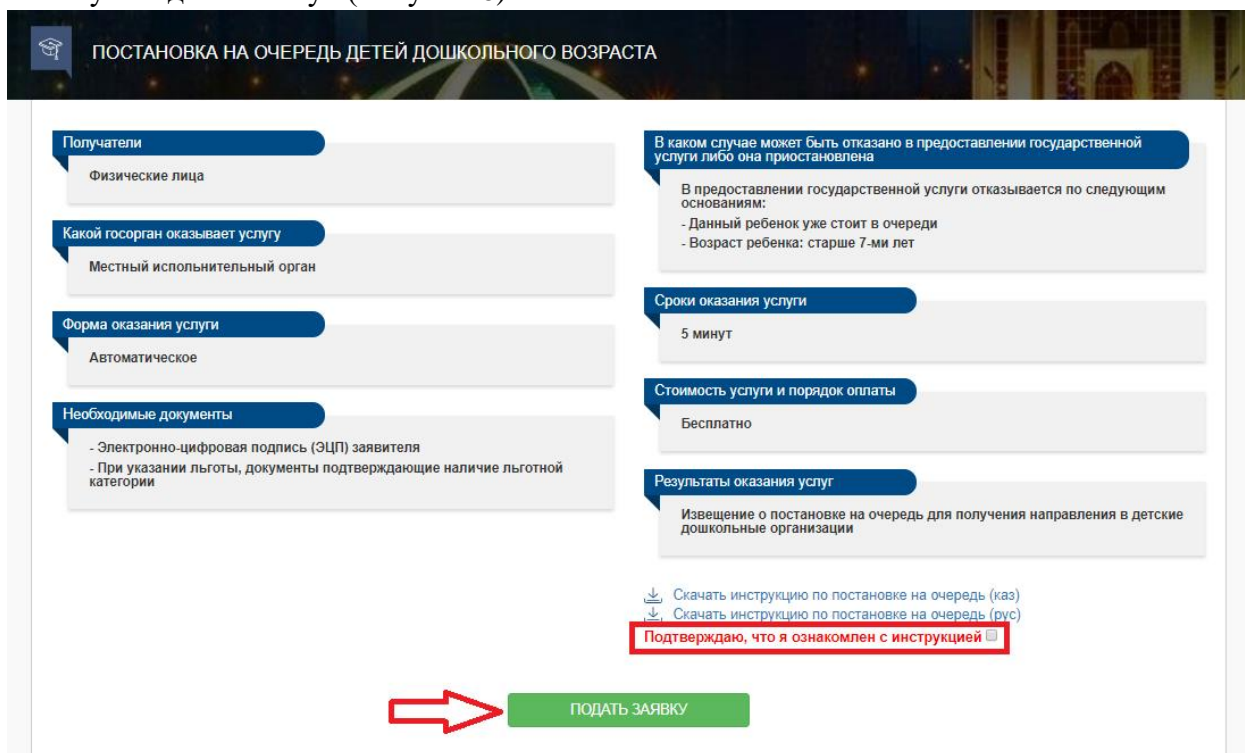 ПОСТАНОВКА НА ОЧЕРЕДЬ ДЕТЕЙ ДОШКОЛЬНОГО ВОЗРАСТА
Получатели
Физические лица
Какой госорган оказывает услугу
Местный испольнительный орган
Форма оказания услуги
Автоматическое
Необходимые документы
- Электронно-цифровая подпись (ЭЦП) заявителя
- При указании льготы, документы подтверждающие наличие льготной
категории
В каком случае может быть отказано в предоставлении государственной
услуги либо она приостановлена
В предоставлении государственной услуги отказывается по следующим
основаниям:
- Данный ребенок уже стоит в очереди
- Возраст ребенка: старше 7-ми лет
Сроки оказания услуги
5 минут
Стоимость услуги и порядок оплаты
Бесплатно
Результаты оказания услуг
Извещение о постановке на очередь для получения направления в детские
дошкольные организации
Скачать инструкцию по постановке на очередь (каз)
Скачать инструкцию по постановке на очередь (рус)
Подтверждаю, что я ознакомлен с инструкцией
ПОДАТЬ ЗАЯВКУ